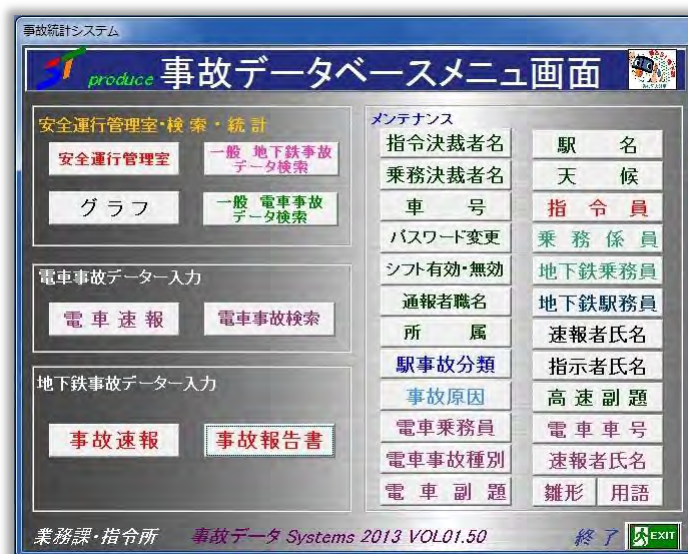 事故統計システム
ST produce 事故データベースメニュ画面
安全運行管理室・検索・統計
安全運行管理室
一般 地下鉄事故
データ検索
グラフ
一般 電車事故
データ検索
電車事故データー入力
電車速報
電車事故検索
地下鉄事故データー入力
事故速報
事故報告書
メンテナンス
指令決裁者名
駅 名
乗務決裁者名
天 候
車 号
指 令 員
パスワード変更
乗 務 係 員
シフト有効・無効
地下鉄乗務員
通報者職名
地下鉄駅務員
所 属
速報者氏名
駅事故分類
指示者氏名
事故原因
高 速 副 題
電車乗務員
電 車 車 号
電車事故種別
速報者氏名
電 車 副 題
雛形
用語
業務課・指令所
事故データ Systems 2013 VOL01.50
終 了
EXIT